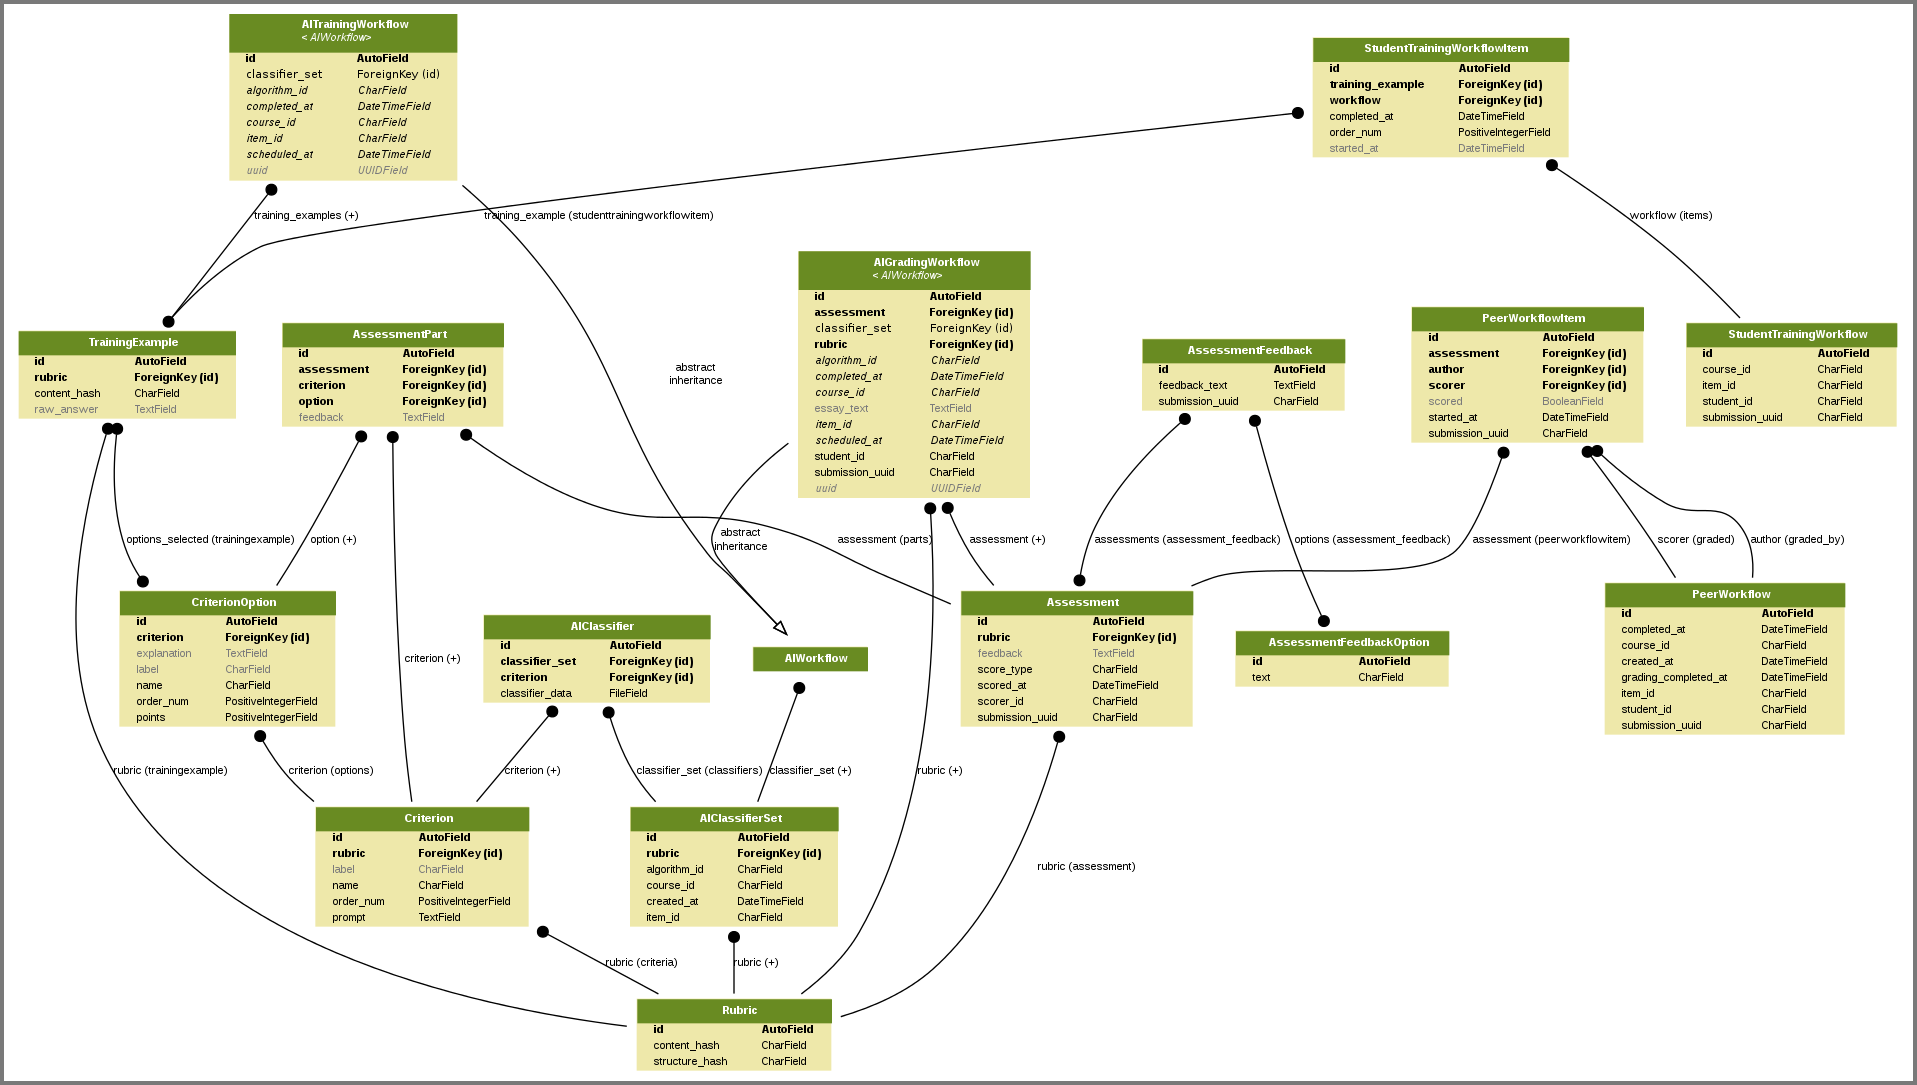 AITrainingWorkflow
< AIWorkflow>
id AutoField
classifier_set ForeignKey (id)
algorithm_id CharField
completed_at DateTimeField
course_id CharField
item_id CharField
scheduled_at DateTimeField
uuid UUIDField
StudentTrainingWorkflowItem
id AutoField
training_example ForeignKey (id)
workflow ForeignKey (id)
completed_at DateTimeField
order_num PositiveIntegerField
started_at DateTimeField
training_examples (+)
training_example (studenttrainingworkflowitem)
workflow (items)
TrainingExample
id AutoField
rubric ForeignKey (id)
content_hash CharField
raw_answer TextField
AssessmentPart
id AutoField
assessment ForeignKey (id)
criterion ForeignKey (id)
option ForeignKey (id)
feedback TextField
abstract
inheritance
AIGradingWorkflow
< AIWorkflow>
id AutoField
assessment ForeignKey (id)
classifier_set ForeignKey (id)
rubric ForeignKey (id)
algorithm_id CharField
completed_at DateTimeField
course_id CharField
essay_text TextField
item_id CharField
scheduled_at DateTimeField
student_id CharField
submission_uuid CharField
uuid UUIDField
AssessmentFeedback
id AutoField
feedback_text TextField
submission_uuid CharField
PeerWorkflowItem
id AutoField
assessment ForeignKey (id)
author ForeignKey (id)
scorer ForeignKey (id)
scored BooleanField
started_at DateTimeField
submission_uuid CharField
StudentTrainingWorkflow
id AutoField
course_id CharField
item_id CharField
student_id CharField
submission_uuid CharField
options_selected (trainingexample)
option (+)
abstract
inheritance
assessment (parts)
assessment (+)
assessments (assessment_feedback)
options (assessment_feedback)
assessment (peerworkflowitem)
scorer (graded)
author (graded_by)
CriterionOption
id AutoField
criterion ForeignKey (id)
explanation TextField
label CharField
name CharField
order_num PositiveIntegerField
points PositiveIntegerField
criterion (+)
AIClassifier
id AutoField
classifier_set ForeignKey (id)
criterion ForeignKey (id)
classifier_data FileField
AIWorkflow
Assessment
id AutoField
rubric ForeignKey (id)
feedback TextField
score_type CharField
scored_at DateTimeField
scorer_id CharField
submission_uuid CharField
AssessmentFeedbackOption
id AutoField
text CharField
PeerWorkflow
id AutoField
completed_at DateTimeField
course_id CharField
created_at DateTimeField
grading_completed_at DateTimeField
item_id CharField
student_id CharField
submission_uuid CharField
rubric (trainingexample)
criterion (options)
criterion (+)
classifier_set (classifiers)
classifier_set (+)
rubric (+)
Criterion
id AutoField
rubric ForeignKey (id)
label CharField
name CharField
order_num PositiveIntegerField
prompt TextField
AIClassifierSet
id AutoField
rubric ForeignKey (id)
algorithm_id CharField
course_id CharField
created_at DateTimeField
item_id CharField
rubric (assessment)
rubric (criteria)
rubric (+)
Rubric
id AutoField
content_hash CharField
structure_hash CharField